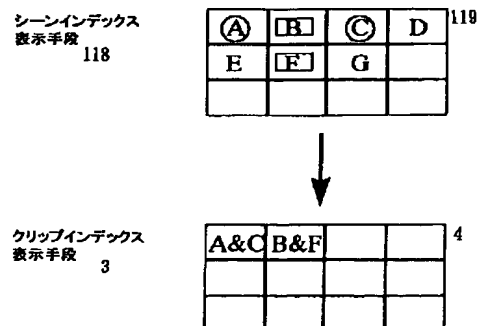 シーンインデックス
表示手段
118
119
A B C D
E F G
クリップインデックス
表示手段
3
4
A&C B&F